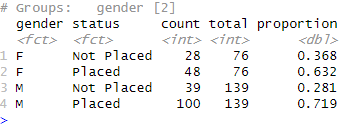 # Groups:   gender [2]
  gender status     count total proportion
  <fct>  <fct>      <int> <int>      <dbl>
1 F      Not Placed    28    76      0.368
2 F      Placed        48    76      0.632
3 M      Not Placed    39   139      0.281
4 M      Placed       100   139      0.719
>